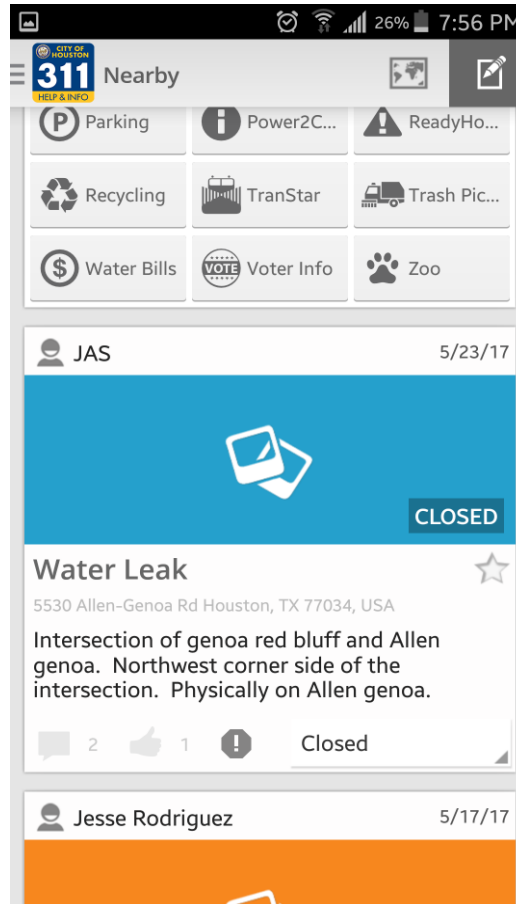 26% 7:56 PM
CITY OF
HOUSTON
311
HELP & INFO
Nearby
P Parking
Power2C...
ReadyHo...
Recycling
TranStar
Trash Pic...
$ Water Bills
VOTE Voter Info
Zoo
JAS 5/23/17
CLOSED
Water Leak
5530 Allen-Genoa Rd Houston, TX 77034, USA
Intersection of genoa red bluff and Allen
genoa. Northwest corner side of the
intersection. Physically on Allen genoa.
2 1 Closed
Jesse Rodriguez 5/17/17